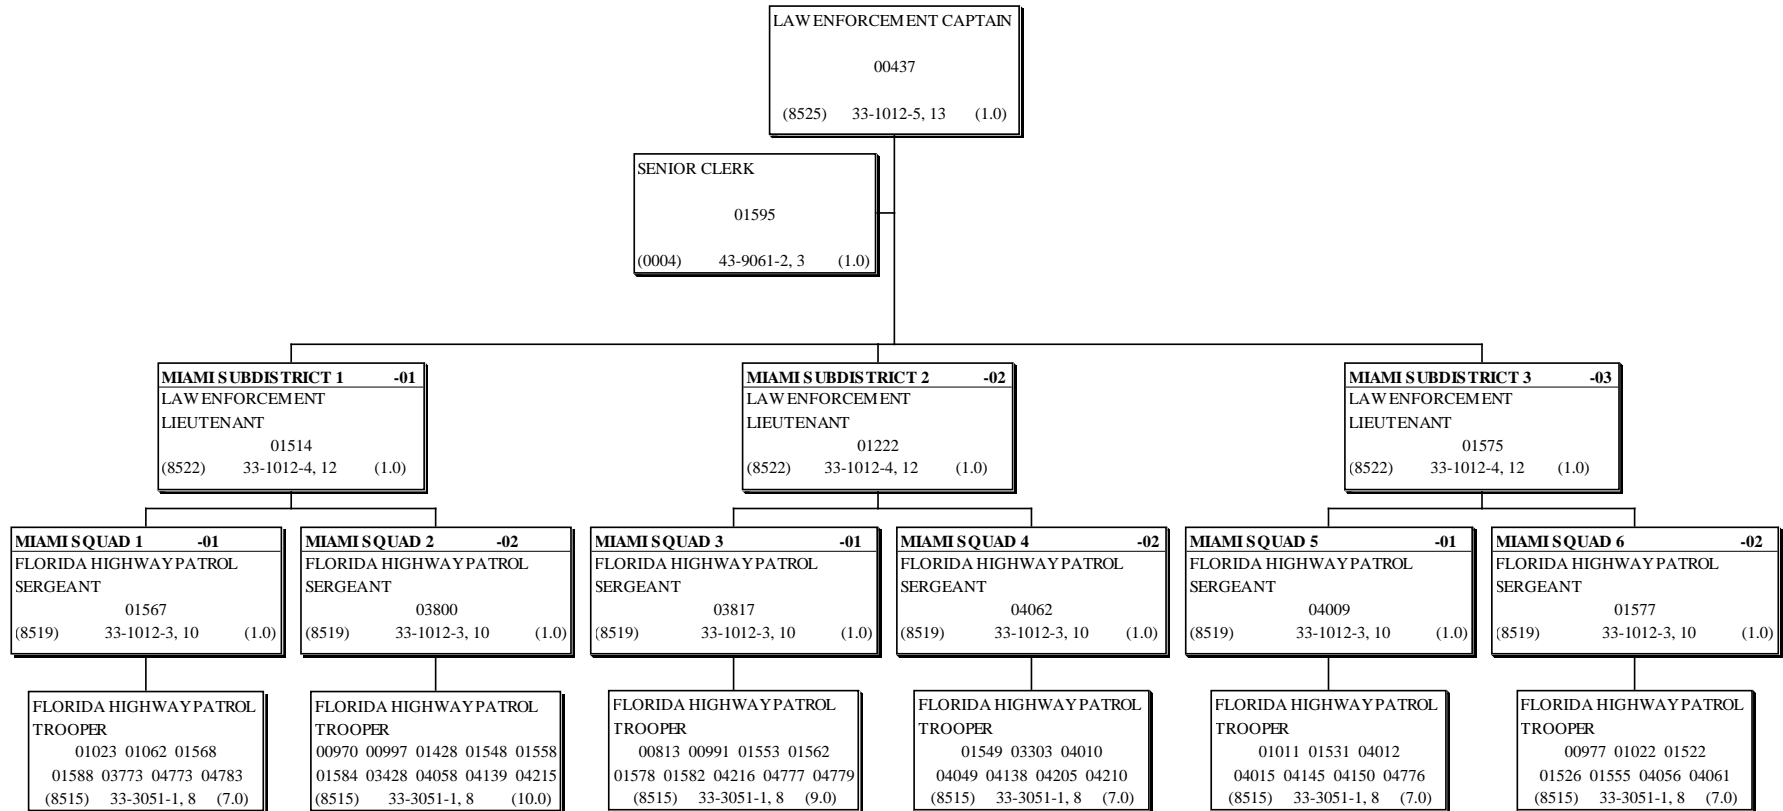 LAW ENFORCEMENT CAPTAIN
00437
(8525) 33-1012-5, 13 (1.0)
SENIOR CLERK
01595
(0004) 43-9061-2, 3 (1.0)
MIAMI SUBDISTRICT 1 -01
LAW ENFORCEMENT
LIEUTENANT
01514
(8522) 33-1012-4, 12 (1.0)
MIAMI SUBDISTRICT 2 -02
LAW ENFORCEMENT
LIEUTENANT
01222
(8522) 33-1012-4, 12 (1.0)
MIAMI SUBDISTRICT 3 -03
LAW ENFORCEMENT
LIEUTENANT
01575
(8522) 33-1012-4, 12 (1.0)
MIAMI SQUAD 1 -01
FLORIDA HIGHWAY PATROL
SERGEANT
01567
(8519) 33-1012-3, 10 (1.0)
MIAMI SQUAD 2 -02
FLORIDA HIGHWAY PATROL
SERGEANT
03800
(8519) 33-1012-3, 10 (1.0)
MIAMI SQUAD 3 -01
FLORIDA HIGHWAY PATROL
SERGEANT
03817
(8519) 33-1012-3, 10 (1.0)
MIAMI SQUAD 4 -02
FLORIDA HIGHWAY PATROL
SERGEANT
04062
(8519) 33-1012-3, 10 (1.0)
MIAMI SQUAD 5 -01
FLORIDA HIGHWAY PATROL
SERGEANT
04009
(8519) 33-1012-3, 10 (1.0)
MIAMI SQUAD 6 -02
FLORIDA HIGHWAY PATROL
SERGEANT
01577
(8519) 33-1012-3, 10 (1.0)
FLORIDA HIGHWAY PATROL
TROOPER
01023 01062 01568
01588 03773 04773 04783
(8515) 33-3051-1, 8 (7.0)
FLORIDA HIGHWAY PATROL
TROOPER
00970 00997 01428 01548 01558
01584 03428 04058 04139 04215
(8515) 33-3051-1, 8 (10.0)
FLORIDA HIGHWAY PATROL
TROOPER
00813 00991 01553 01562
01578 01582 04216 04777 04779
(8515) 33-3051-1, 8 (9.0)
FLORIDA HIGHWAY PATROL
TROOPER
01549 03303 04010
04049 04138 04205 04210
(8515) 33-3051-1, 8 (7.0)
FLORIDA HIGHWAY PATROL
TROOPER
01011 01531 04012
04015 04145 04150 04776
(8515) 33-3051-1, 8 (7.0)
FLORIDA HIGHWAY PATROL
TROOPER
00977 01022 01522
01526 01555 04056 04061
(8515) 33-3051-1, 8 (7.0)